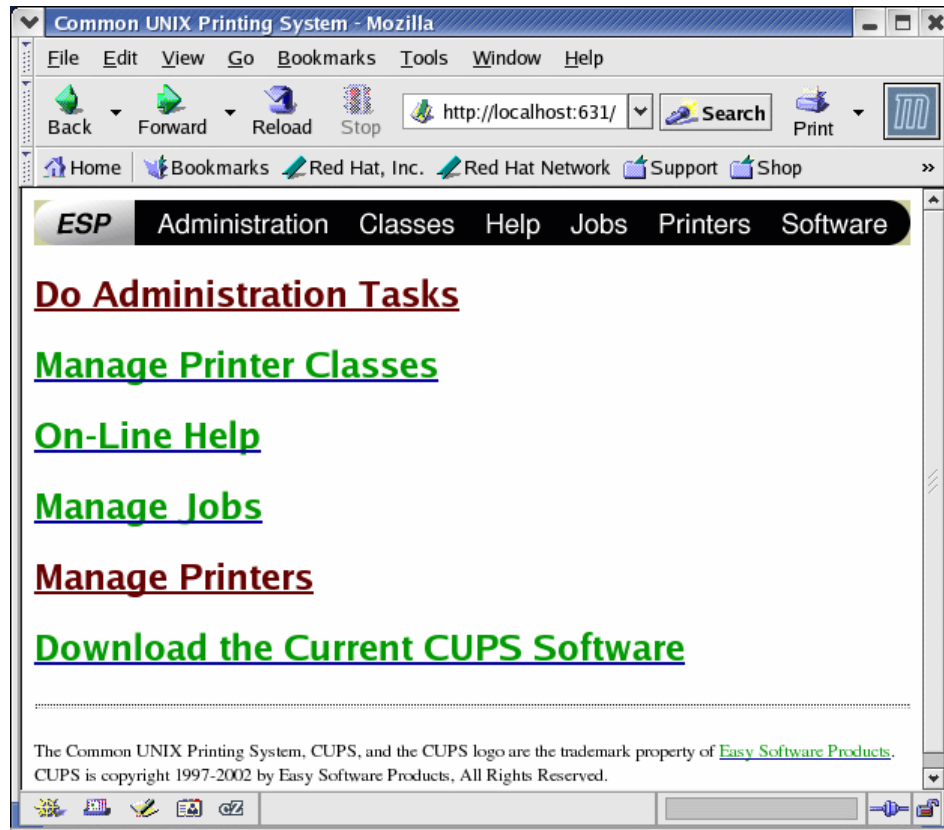 Common UNIX Printing System - Mozilla
File Edit View Go Bookmarks Tools Window Help
Back Forward Reload Stop http://localhost:631/ Search Print
Home Bookmarks Red Hat, Inc. Red Hat Network Support Shop »
ESP Administration Classes Help Jobs Printers Software
Do Administration Tasks
Manage Printer Classes
On-Line Help
Manage Jobs
Manage Printers
Download the Current CUPS Software
The Common UNIX Printing System, CUPS, and the CUPS logo are the trademark property of Easy Software Products.
CUPS is copyright 1997-2002 by Easy Software Products, All Rights Reserved.